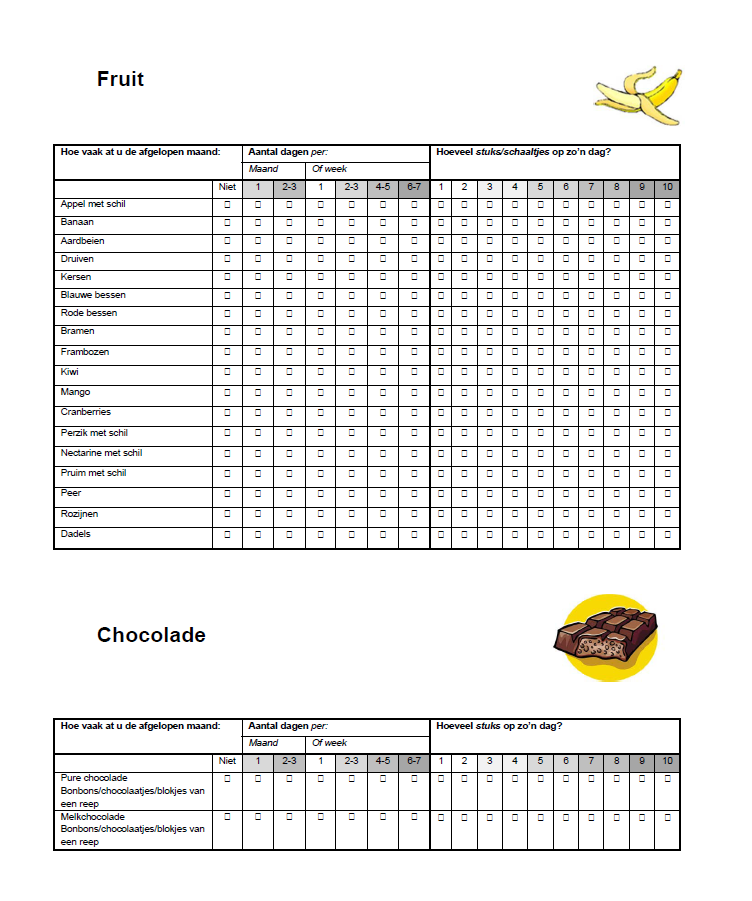 Fruit
Hoe vaak at u de afgelopen maand: Aantal dagen per: Hoeveel stuks/schaaltjes op zo’n dag?
Maand Of week
Niet 1 2-3 1 2-3 4-5 6-7 1 2 3 4 5 6 7 8 9 10
Appel met schil
Banaan
Aardbeien
Druiven
Kersen
Blauwe bessen
Rode bessen
Bramen
Frambozen
Kiwi
Mango
Cranberries
Perzik met schil
Nectarine met schil
Pruim met schil
Peer
Rozijnen
Dadels
Chocolade
Hoe vaak at u de afgelopen maand: Aantal dagen per: Hoeveel stuks op zo’n dag?
Maand Of week
Niet 1 2-3 1 2-3 4-5 6-7 1 2 3 4 5 6 7 8 9 10
Pure chocolade
Bonbons/chocolaatjes/blokjes van
een reep
Melkchocolade
Bonbons/chocolaatjes/blokjes van
een reep